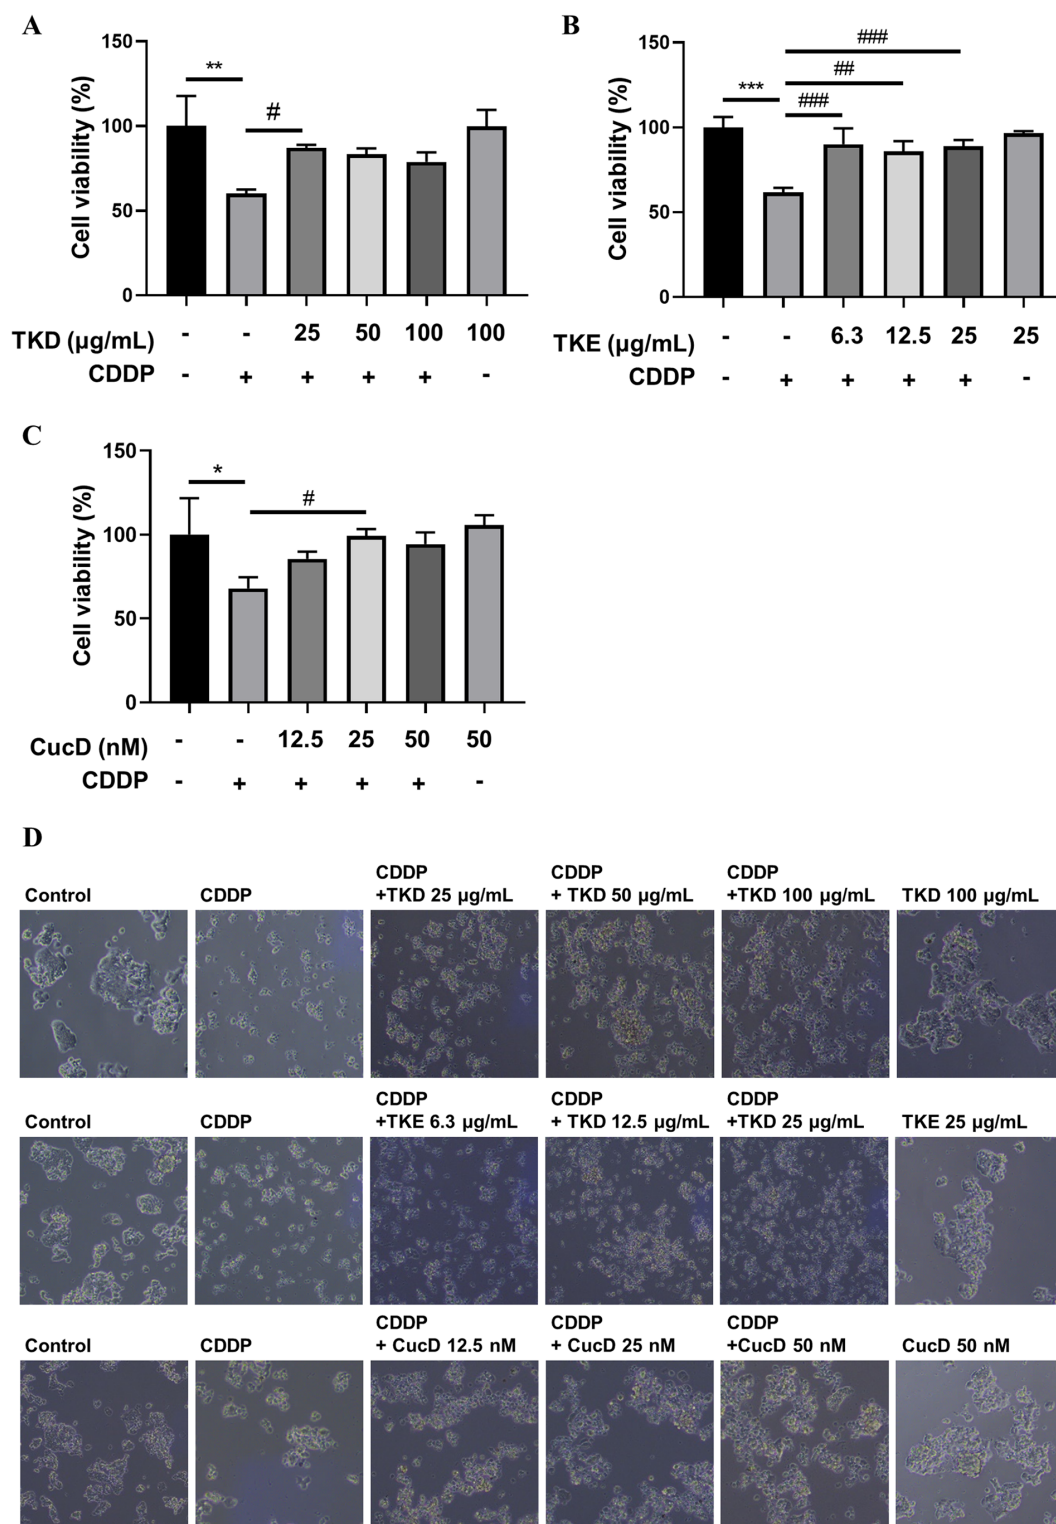 A
150
100
50
0
Cell viability (%)
**
#
TKD (µg/mL) - - 25 50 100 100
CDDP - + + + + -
B
150
100
50
0
Cell viability (%)
***
###
##
###
TKE (µg/mL) - - 6.3 12.5 25 25
CDDP - + + + + -
C
150
100
50
0
Cell viability (%)
*
#
CucD (nM) - - 12.5 25 50 50
CDDP - + + + + -
D
Control
CDDP
CDDP
+TKD 25 µg/mL
CDDP
+ TKD 50 µg/mL
CDDP
+TKD 100 µg/mL
TKD 100 µg/mL
Control
CDDP
CDDP
+TKE 6.3 µg/mL
CDDP
+ TKD 12.5 µg/mL
CDDP
+TKD 25 µg/mL
TKE 25 µg/mL
Control
CDDP
CDDP
+ CucD 12.5 nM
CDDP
+ CucD 25 nM
CDDP
+CucD 50 nM
CucD 50 nM